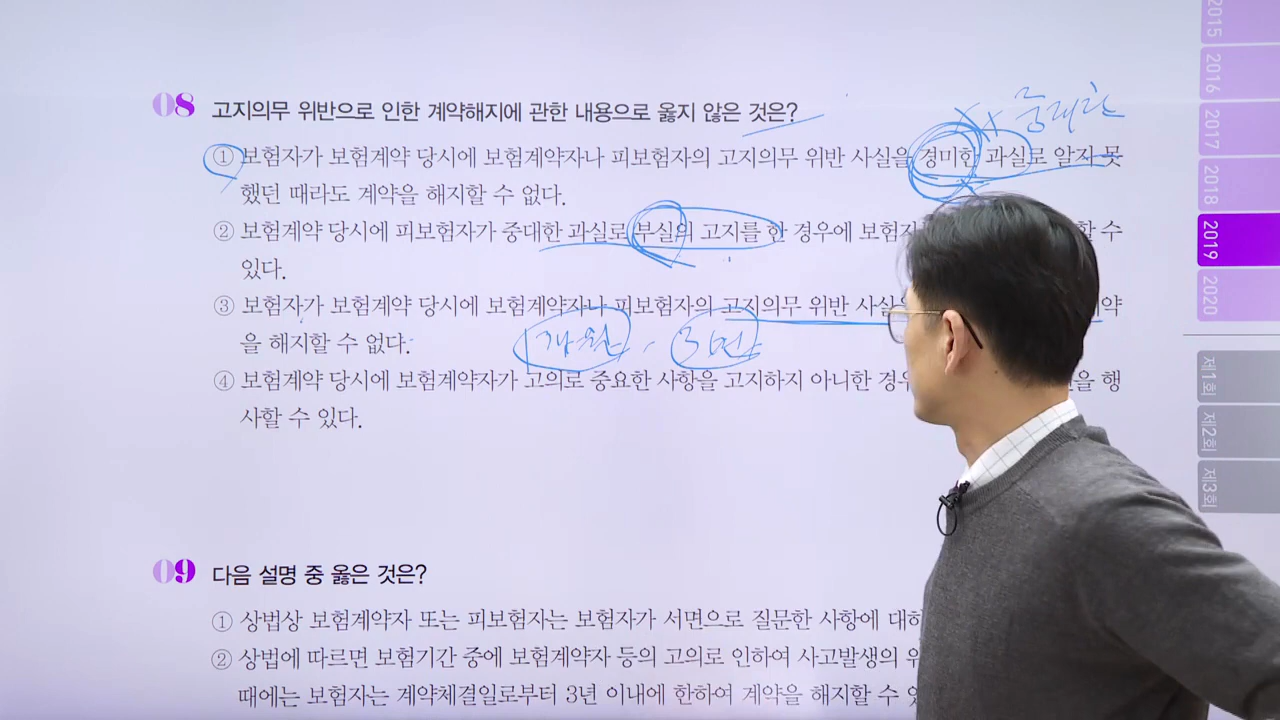 08 고지의무 위반으로 인한 계약해지에 관한 내용으로 옳지 않은 것은?
중대한
① 보험자가 보험계약 당시에 보험계약자나 피보험자의 고지의무 위반 사실을 경미한 과실로 알지 못
했던 때라도 계약을 해지할 수 없다.
② 보험계약 당시에 피보험자가 중대한 과실로 부실의 고지를 한 경우에 보험자 할 수
있다.
③ 보험자가 보험계약 당시에 보험계약자나 피보험자의 고지의무 위반 사실을 약
을 해지할 수 없다.
3년
④ 보험계약 당시에 보험계약자가 고의로 중요한 사항을 고지하지 아니한 경우 을 행
사할 수 있다.
09 다음 설명 중 옳은 것은?
① 상법상 보험계약자 또는 피보험자는 보험자가 서면으로 질문한 사항에 대하
② 상법에 따르면 보험기간 중에 보험계약자 등의 고의로 인하여 사고발생의 위
때에는 보험자는 계약체결일로부터 3년 이내에 한하여 계약을 해지할 수 있
2015
2016
2017
2018
2019
2020
제1회
제2회
제3회